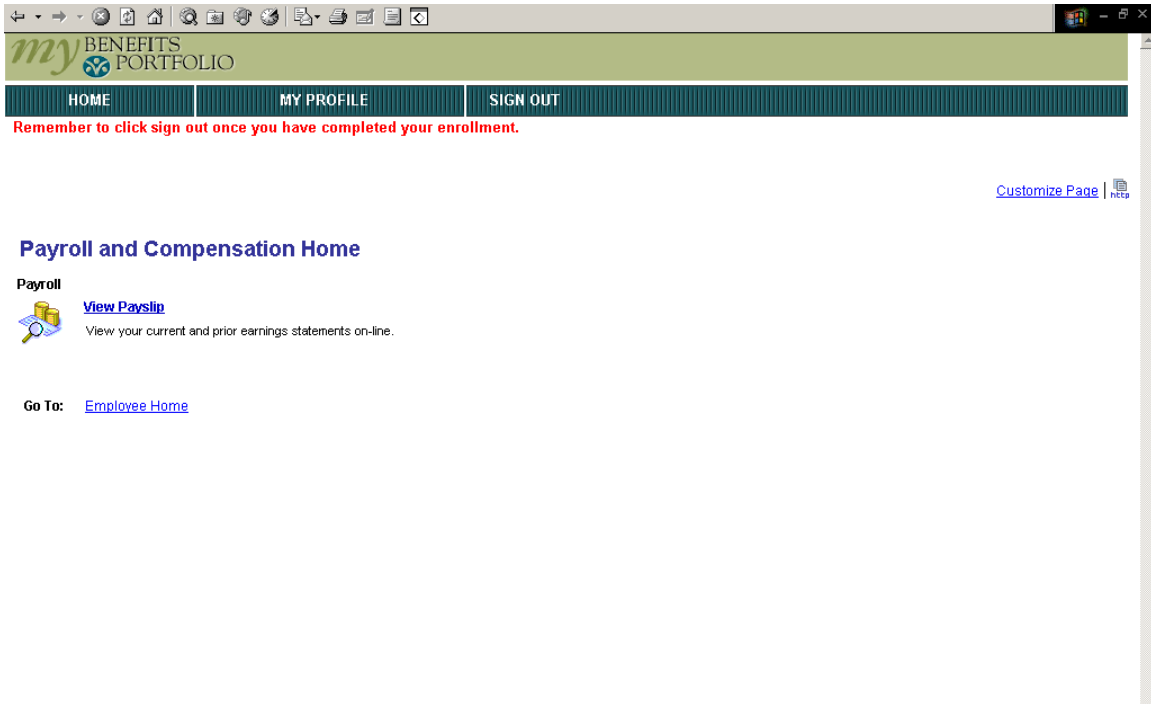 my BENEFITS
PORTFOLIO
HOME MY PROFILE SIGN OUT
Remember to click sign out once you have completed your enrollment.
Customize Page | http
Payroll and Compensation Home
Payroll
View Payslip
View your current and prior earnings statements on-line.
Go To: Employee Home